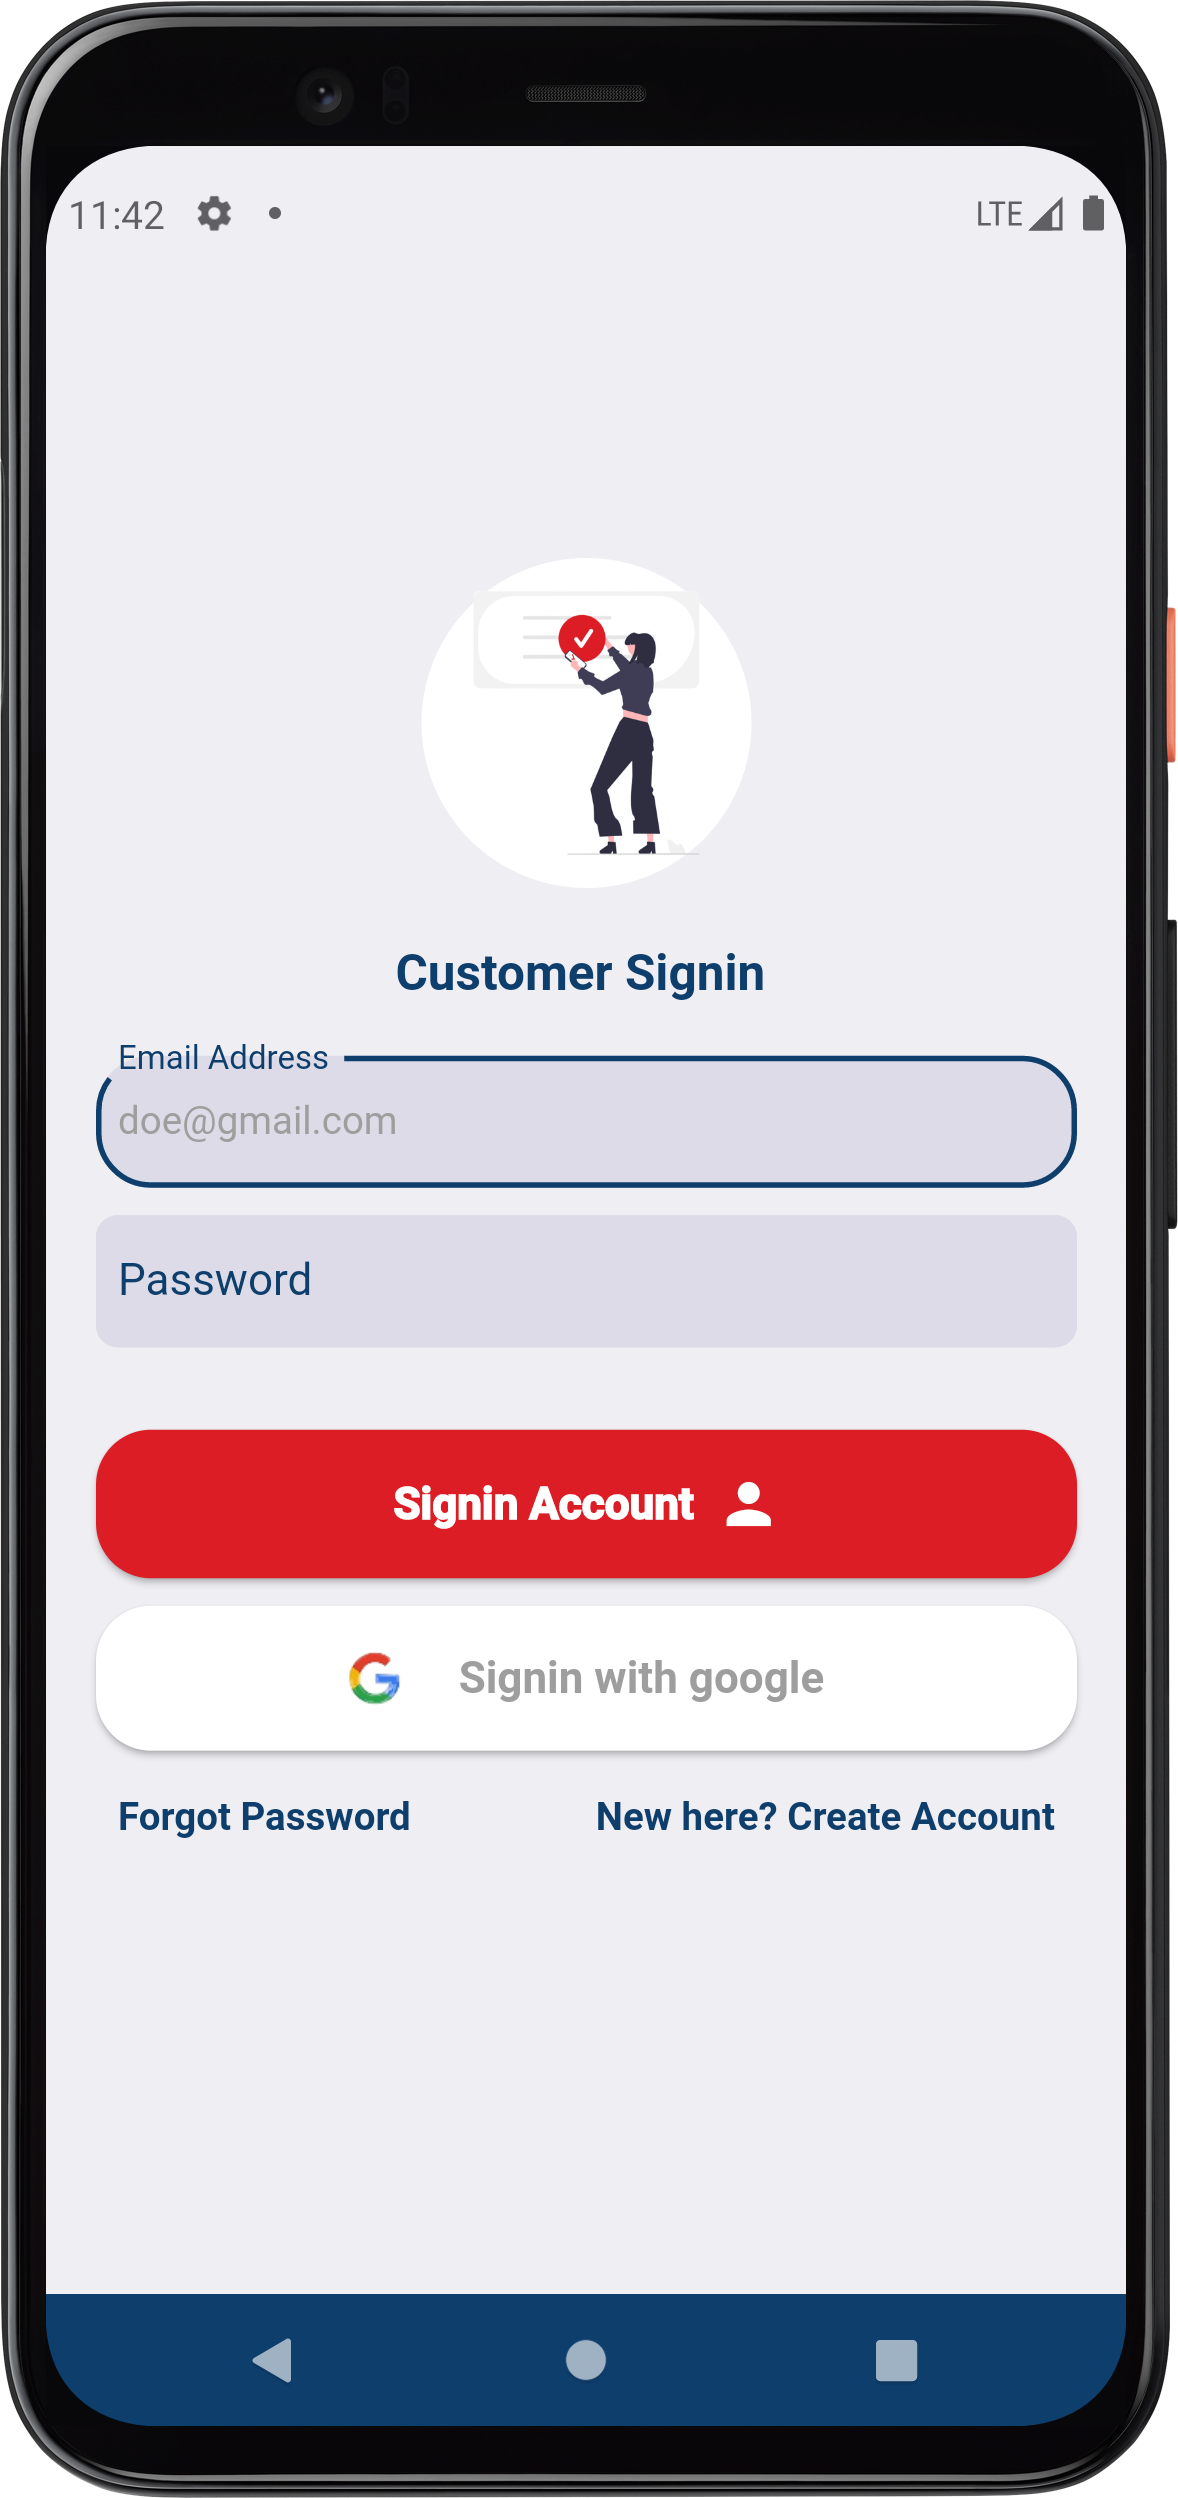 11:42 LTE
Customer Signin
Email Address
doe@gmail.com
Password
Signin Account
Signin with google
Forgot Password New here? Create Account